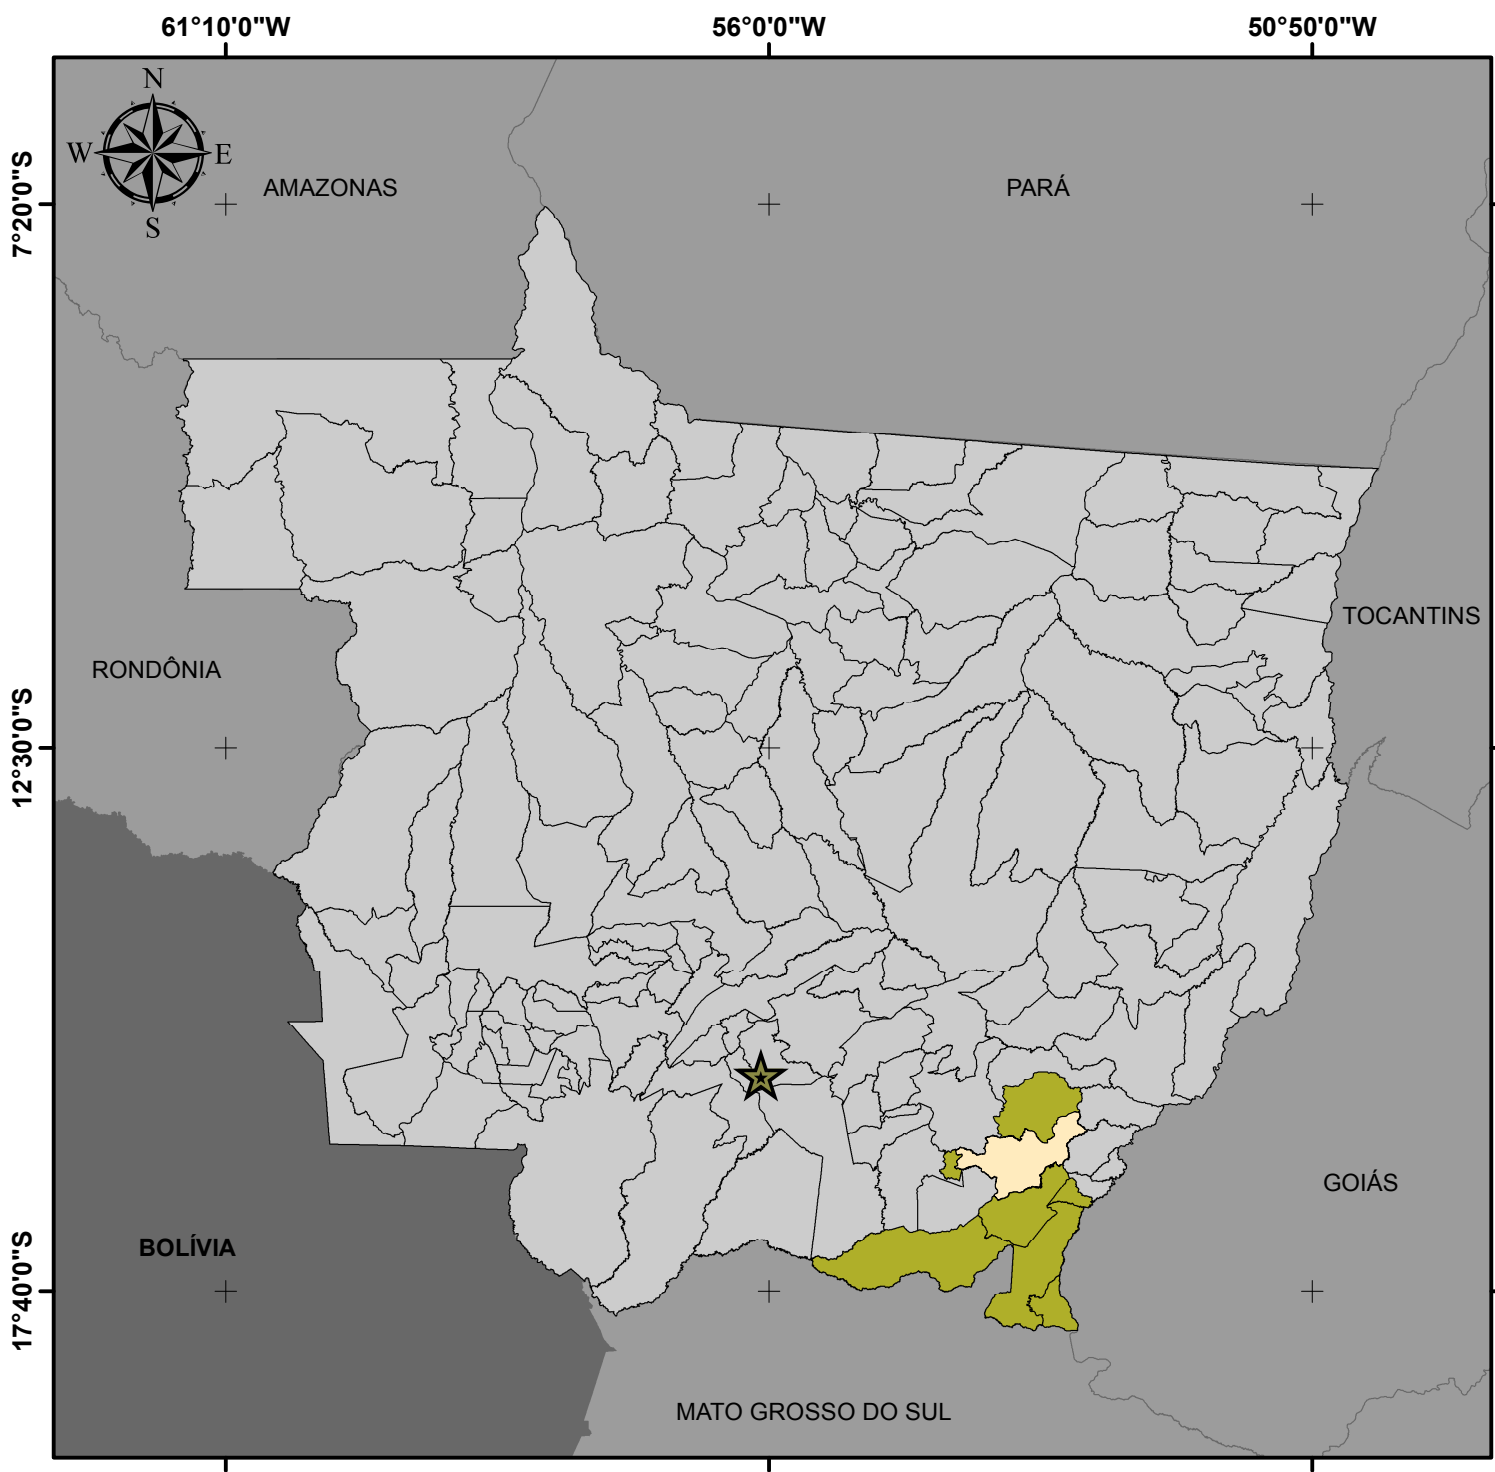 61°10'0"W
56°0'0"W
50°50'0"W
N
W
E
S
AMAZONAS
PARÁ
7°20'0"S
TOCANTINS
RONDÔNIA
12°30'0"S
GOIÁS
BOLÍVIA
17°40'0"S
MATO GROSSO DO SUL